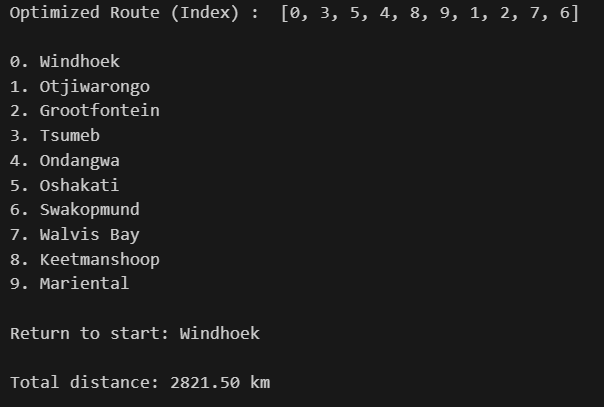 Optimized Route (Index) :  [0, 3, 5, 4, 8, 9, 1, 2, 7, 6]
0. Windhoek
1. Otjiwarongo
2. Grootfontein
3. Tsumeb
4. Ondangwa
5. Oshakati
6. Swakopmund
7. Walvis Bay
8. Keetmanshoop
9. Mariental
Return to start: Windhoek
Total distance: 2821.50 km